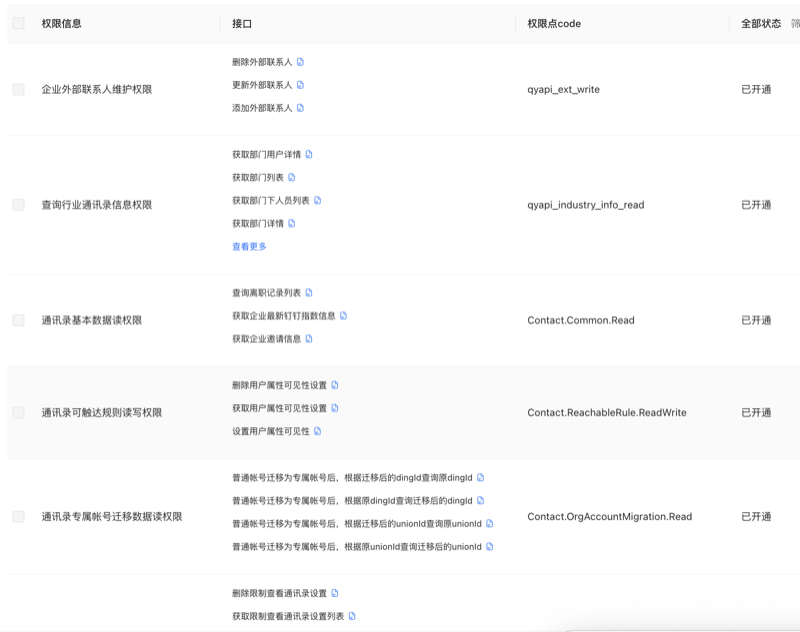 权限信息 接口 权限点code 全部状态 筛
删除外部联系人
更新外部联系人
添加外部联系人
企业外部联系人维护权限 qyapi_ext_write 已开通
获取部门用户详情
获取部门列表
获取部门下人员列表
获取部门详情
查看更多
查询行业通讯录信息权限 qyapi_industry_info_read 已开通
查询离职记录列表
获取企业最新钉钉指数信息
获取企业邀请信息
通讯录基本数据读权限 Contact.Common.Read 已开通
删除用户属性可见性设置
获取用户属性可见性设置
设置用户属性可见性
通讯录可触达规则读写权限 Contact.ReachableRule.ReadWrite 已开通
普通帐号迁移为专属帐号后，根据迁移后的dingId查询原dingId
普通帐号迁移为专属帐号后，根据原dingId查询迁移后的dingId
普通帐号迁移为专属帐号后，根据迁移后的unionId查询原unionId
普通帐号迁移为专属帐号后，根据原unionId查询迁移后的unionId
通讯录专属帐号迁移数据读权限 Contact.OrgAccountMigration.Read 已开通
删除限制查看通讯录设置
获取限制查看通讯录设置列表